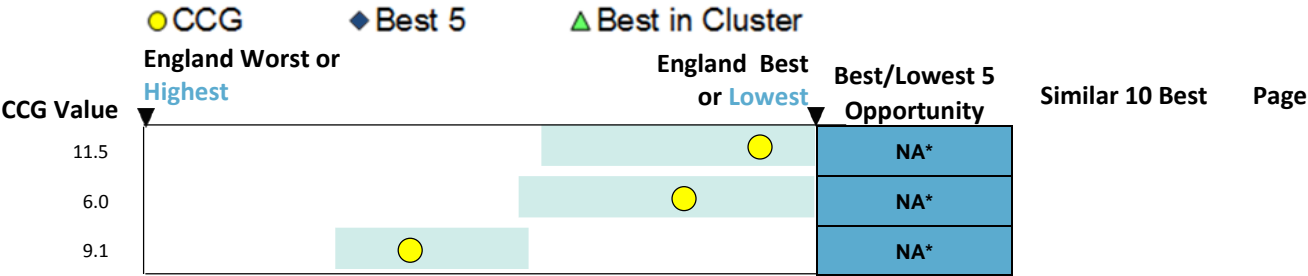 CCG Best 5 Best in Cluster
England Worst or
Highest
England Best
or Lowest
Best/Lowest 5
Opportunity
Similar 10 Best
Page
CCG Value
11.5 NA*
6.0 NA*
9.1 NA*